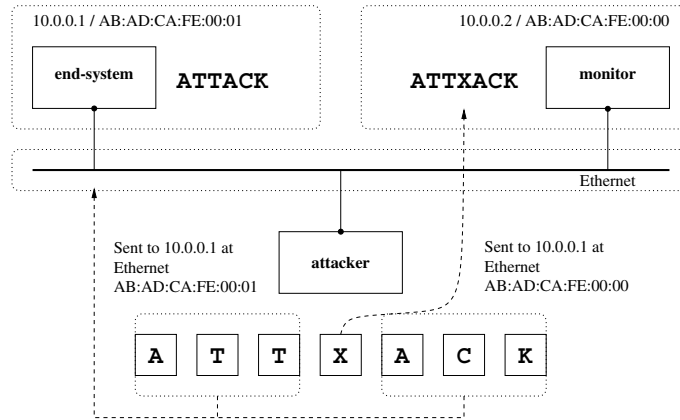 10.0.0.1 / AB:AD:CA:FE:00:01
10.0.0.2 / AB:AD:CA:FE:00:00
end-system
ATTACK
ATTXACK
monitor
Ethernet
attacker
Sent to 10.0.0.1 at
Ethernet
AB:AD:CA:FE:00:01
Sent to 10.0.0.1 at
Ethernet
AB:AD:CA:FE:00:00
A T T X A C K